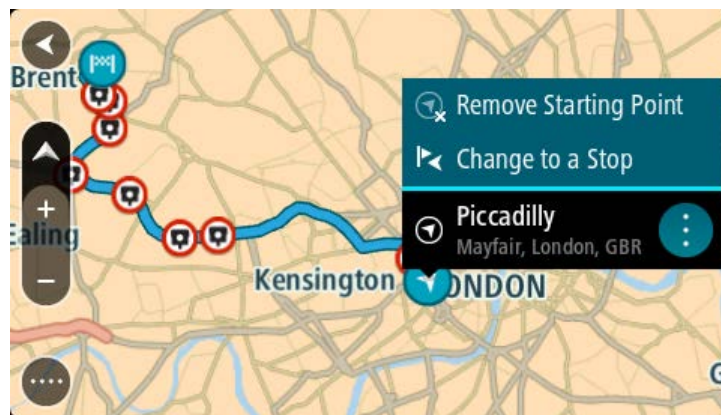 Brent
Remove Starting Point
Change to a Stop
Piccadilly
Mayfair, London, GBR
Ealing
Kensington
ONDON
G